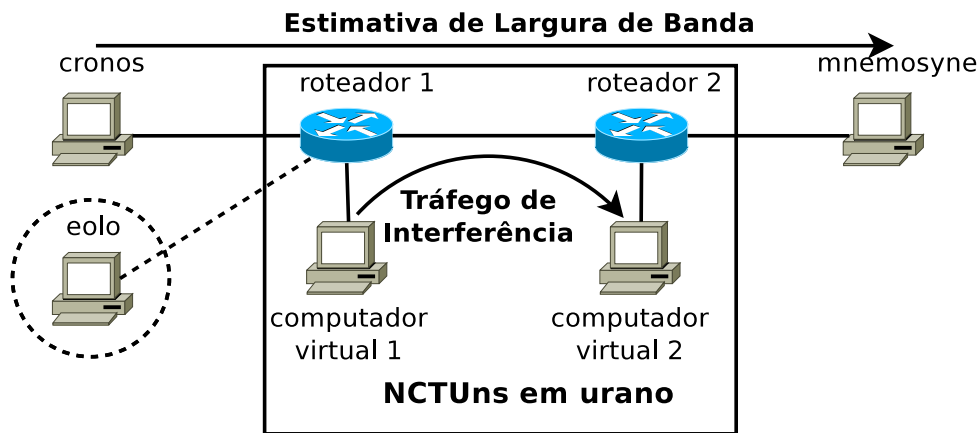 Estimativa de Largura de Banda
cronos
roteador 1
roteador 2
mnemosyne
eolo
Tráfego de
Interferência
computador
virtual 1
computador
virtual 2
NCTUns em urano